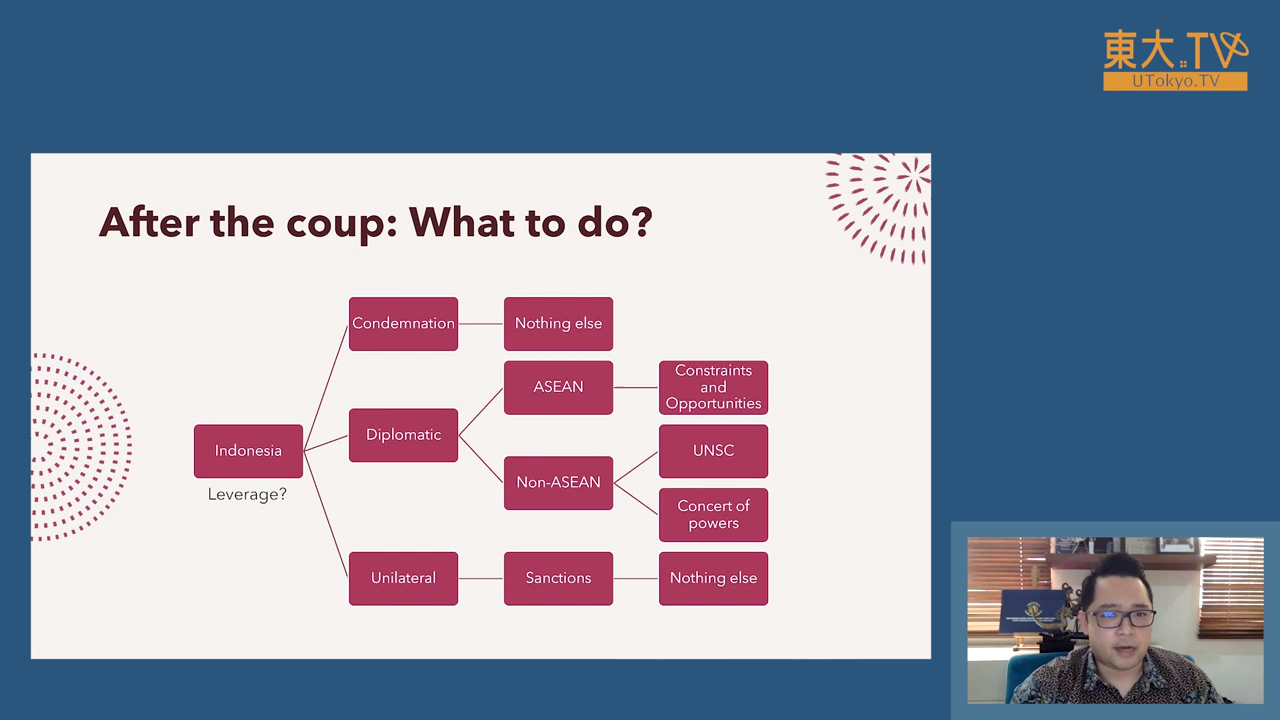 東大.TV
UTokyo.TV
After the coup: What to do?
Condemnation
Nothing else
ASEAN
Constraints
and
Opportunities
Indonesia
Leverage?
Diplomatic
Non-ASEAN
UNSC
Concert of
powers
Unilateral
Sanctions
Nothing else